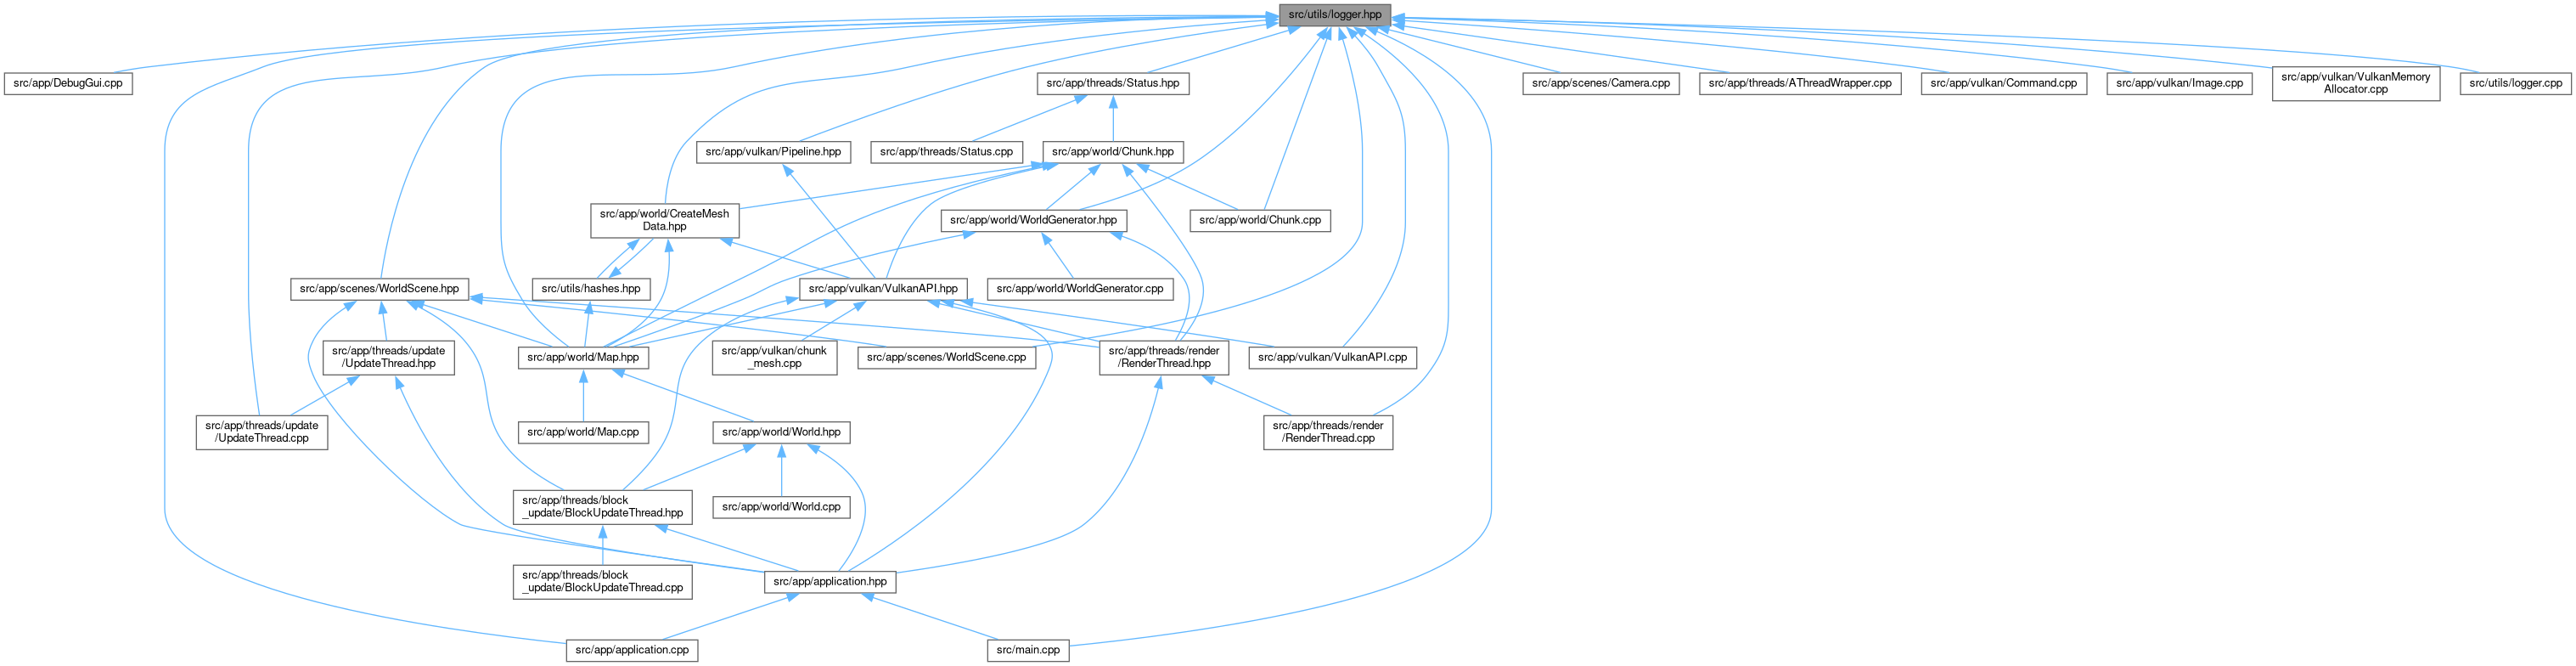 src/utils/logger.hpp
src/app/DebugGui.cpp
src/app/threads/Status.hpp
src/app/scenes/Camera.cpp
src/app/threads/AThreadWrapper.cpp
src/app/vulkan/Command.cpp
src/app/vulkan/Image.cpp
src/app/vulkan/VulkanMemory
Allocator.cpp
src/utils/logger.cpp
src/app/vulkan/Pipeline.hpp
src/app/threads/Status.cpp
src/app/world/Chunk.hpp
src/app/world/CreateMesh
Data.hpp
src/app/world/WorldGenerator.hpp
src/app/world/Chunk.cpp
src/app/scenes/WorldScene.hpp
src/utils/hashes.hpp
src/app/vulkan/VulkanAPI.hpp
src/app/world/WorldGenerator.cpp
src/app/threads/update
/UpdateThread.hpp
src/app/world/Map.hpp
src/app/vulkan/chunk
_mesh.cpp
src/app/scenes/WorldScene.cpp
src/app/threads/render
/RenderThread.hpp
src/app/vulkan/VulkanAPI.cpp
src/app/threads/update
/UpdateThread.cpp
src/app/world/Map.cpp
src/app/world/World.hpp
src/app/threads/render
/RenderThread.cpp
src/app/threads/block
_update/BlockUpdateThread.hpp
src/app/world/World.cpp
src/app/threads/block
_update/BlockUpdateThread.cpp
src/app/application.hpp
src/app/application.cpp
src/main.cpp